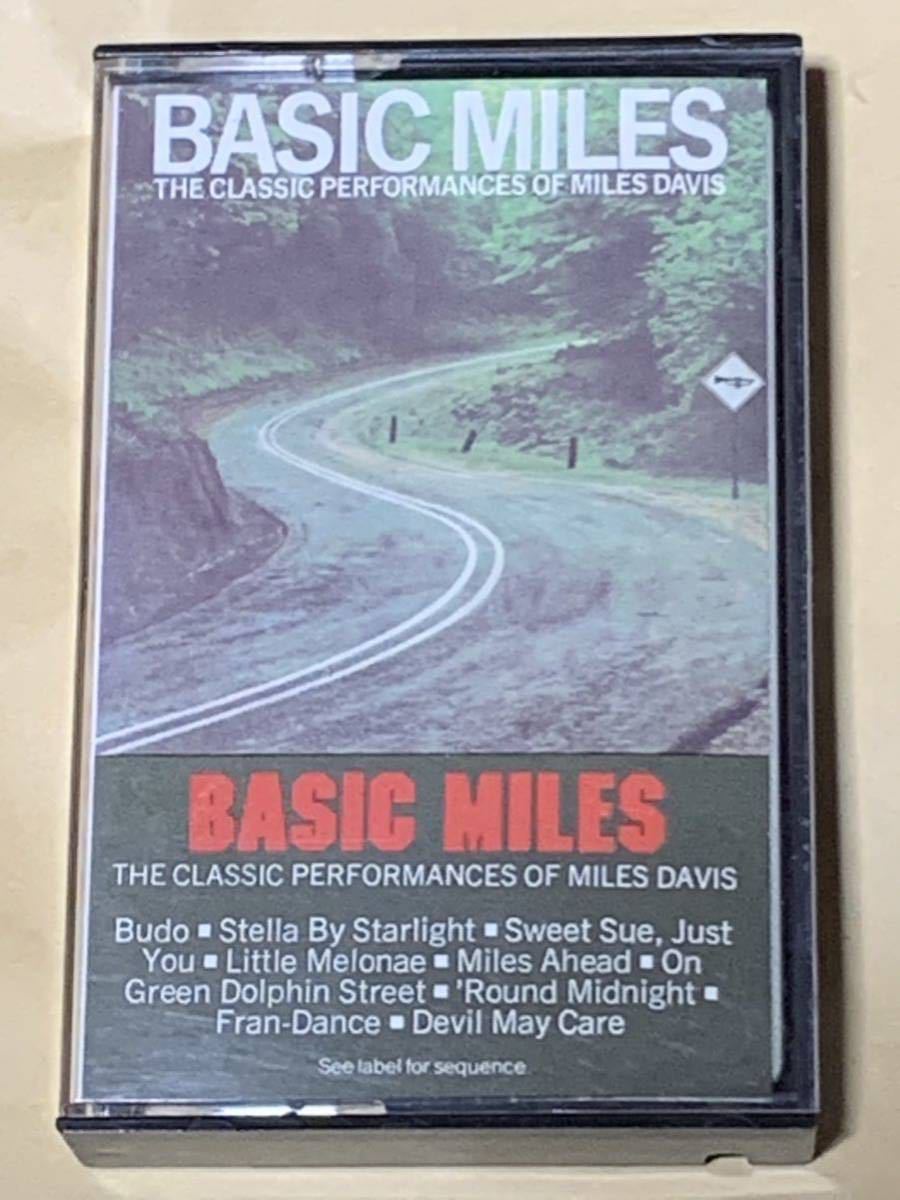 BASIC MILES
THE CLASSIC PERFORMANCES OF MILES DAVIS
BASIC MILES
THE CLASSIC PERFORMANCES OF MILES DAVIS
Budo ▪ Stella By Starlight ▪ Sweet Sue, Just
You ▪ Little Melonae ▪ Miles Ahead ▪ On
Green Dolphin Street ▪ 'Round Midnight ▪
Fran-Dance ▪ Devil May Care
See label for sequence